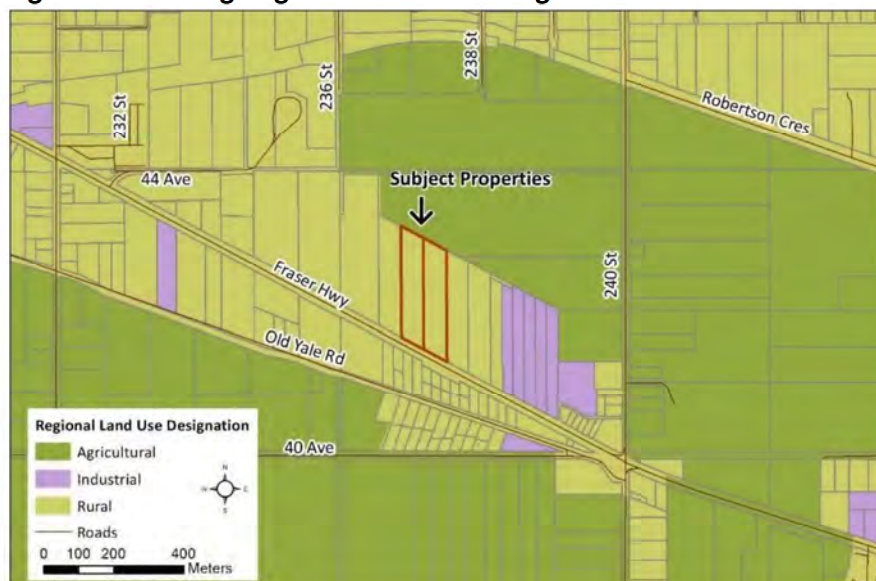 238 St
236 St
232 St
Robertson Cres
44 Ave
Subject Properties
Fraser Hwy
240 St
Old Yale Rd
40 Ave
Regional Land Use Designation
Agricultural
Industrial
Rural
Roads
N
S
0 100 200 400
Meters